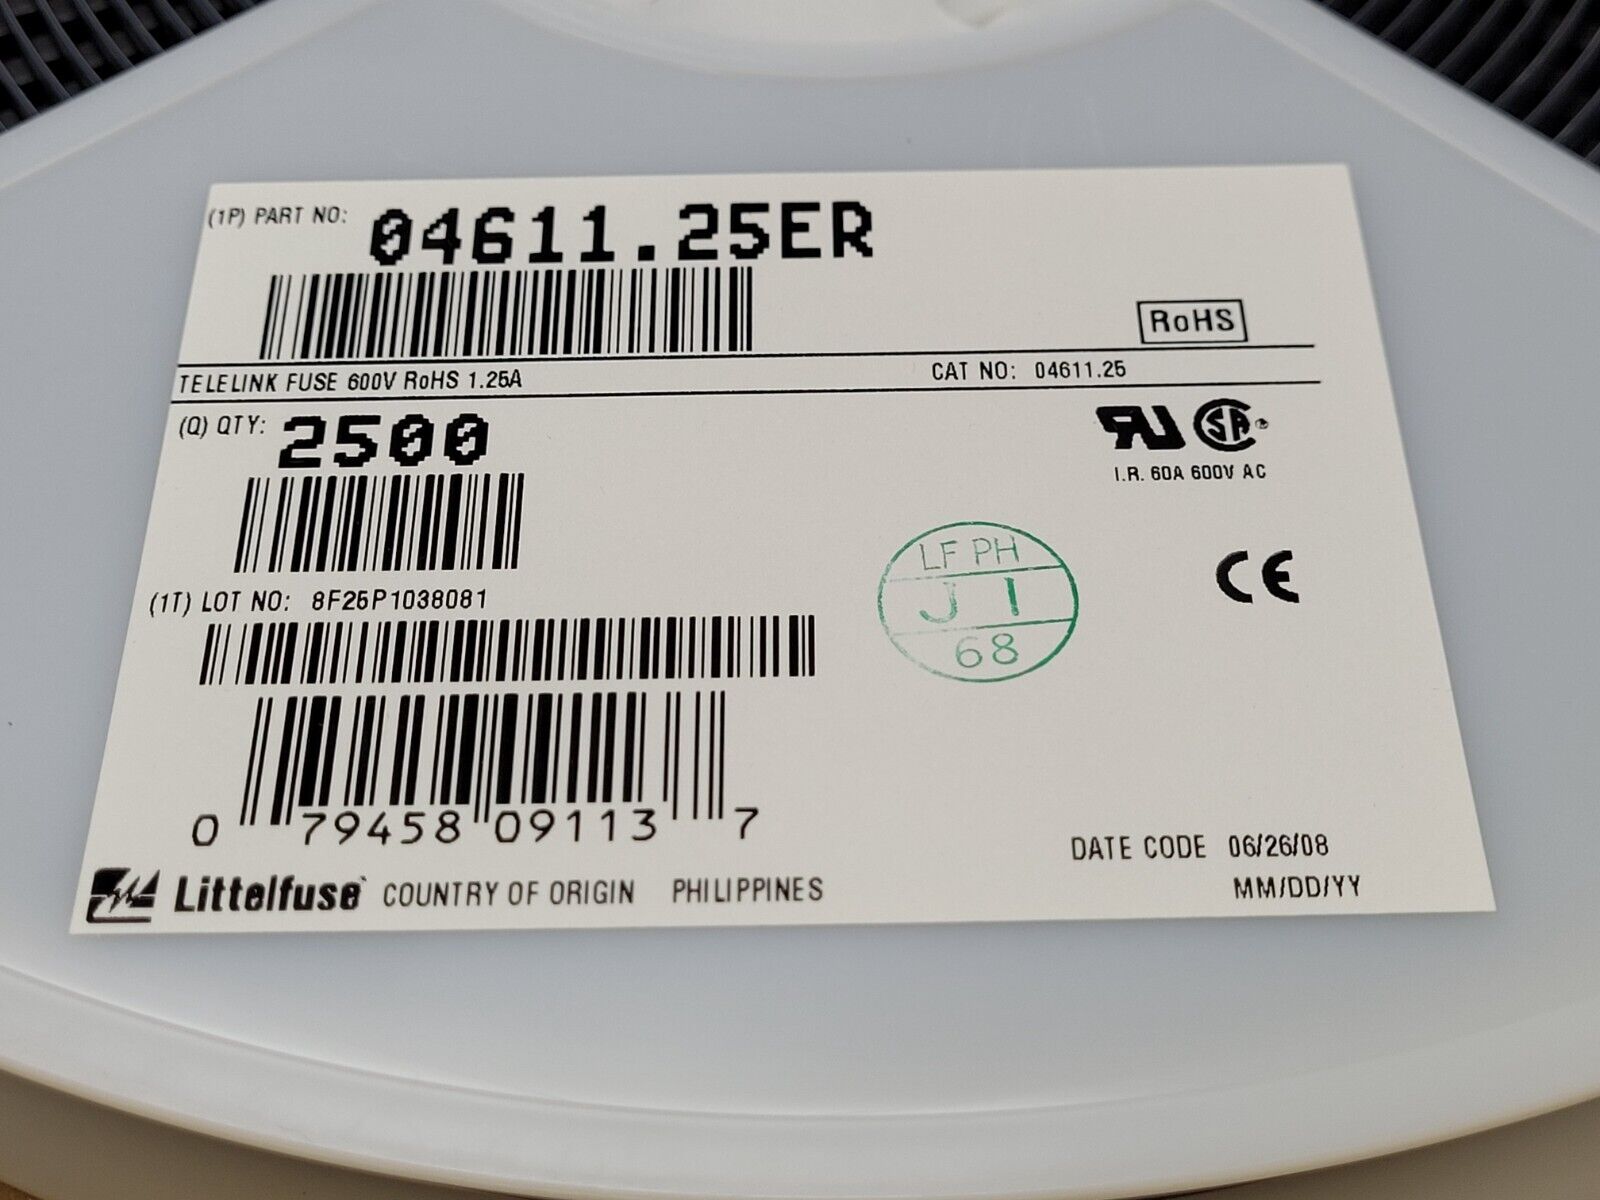 (1P) PART NO: 04611.25ER
RoHS
TELELINK FUSE 600V RoHS 1.25A CAT NO: 04611.25
(Q) QTY: 2500
I.R. 60A 600V AC
(1T) LOT NO: 8F25P1038081
LF PH
J 1
68
CE
0 79458 09113 7
DATE CODE 06/26/08
MM/DD/YY
Littelfuse COUNTRY OF ORIGIN PHILIPPINES